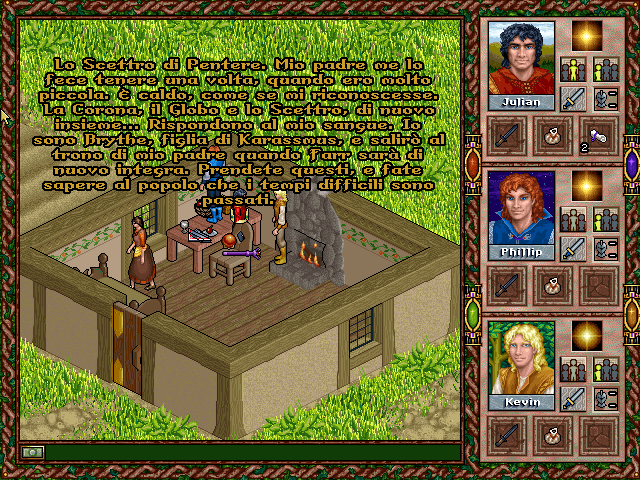 Lo Scettro di Pentere. Mio padre me lo
fece tenere una volta, quando ero molto
piccola. È caldo, come se mi riconoscesse.
La Corona, il Globo e lo Scettro, di nuovo
insieme... Rispondono al mio sangue. Io
sono Brythe, figlia di Karassmus, e salirò al
trono di mio padre quando Farr sarà di
nuovo integra. Prendete questi, e fate
sapere al popolo che i tempi difficili sono
passati.
Julian
2
Phillip
Kevin